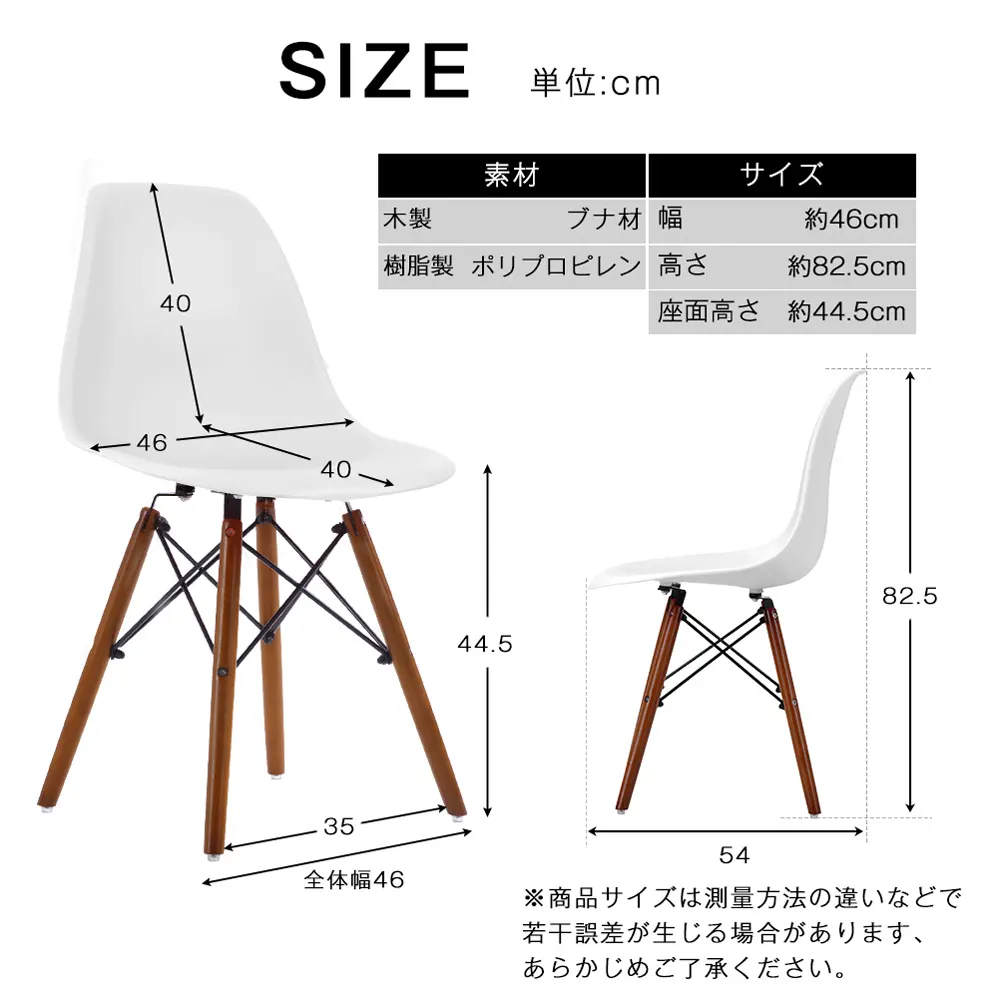 SIZE 単位:cm
素材 サイズ
木製 ブナ材 幅 約46cm
樹脂製 ポリプロピレン 高さ 約82.5cm
座面高さ 約44.5cm
40
46
40
44.5
82.5
35
54
全体幅46
※商品サイズは測量方法の違いなどで
若干誤差が生じる場合があります、
あらかじめご了承ください。